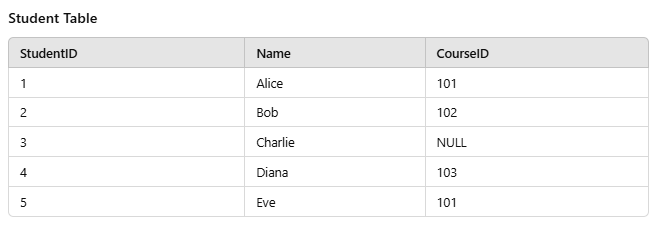 Student Table
StudentID Name CourseID
1 Alice 101
2 Bob 102
3 Charlie NULL
4 Diana 103
5 Eve 101